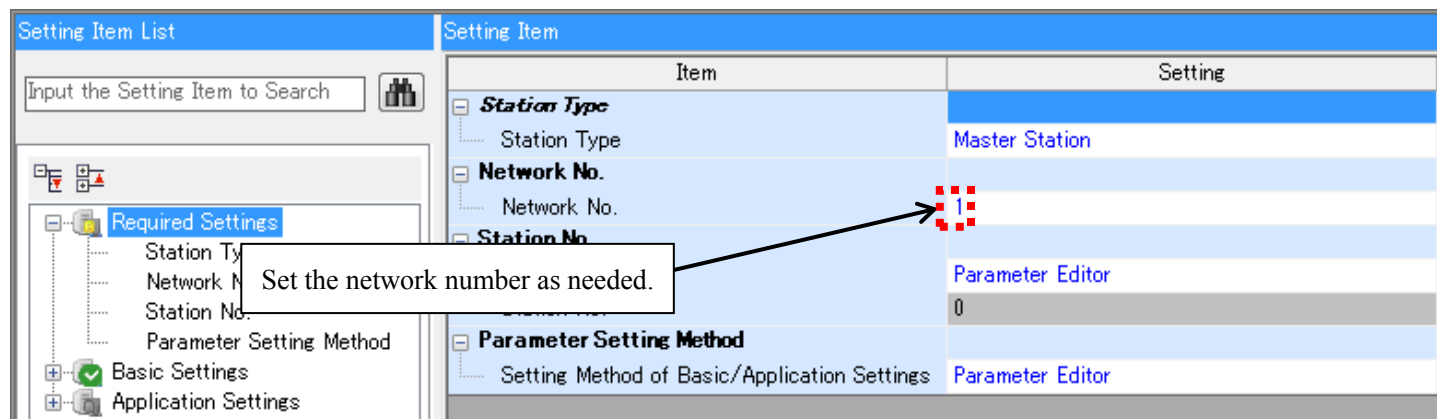 Setting Item List
Setting Item
Input the Setting Item to Search
Item Setting
Station Type
Station Type Master Station
Network No.
Network No. 1
Required Settings
Station No.
Station Ty
Set the network number as needed.
Parameter Editor
Network N
Station No.
Station No. 0
Parameter Setting Method
Parameter Setting Method
Basic Settings
Setting Method of Basic/Application Settings Parameter Editor
Application Settings